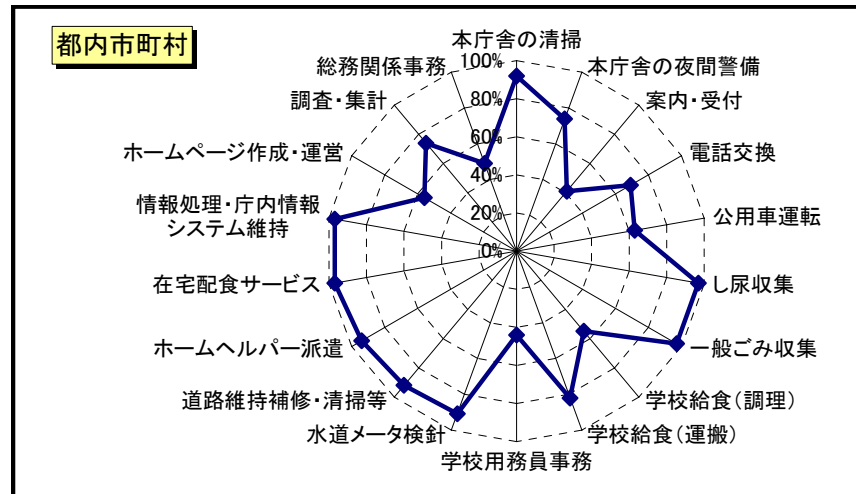 都内市町村
本庁舎の清掃
本庁舎の夜間警備
案内・受付
電話交換
公用車運転
し尿収集
一般ごみ収集
学校給食(調理)
学校給食(運搬)
学校用務員事務
水道メータ検針
道路維持補修・清掃等
ホームヘルパー派遣
在宅配食サービス
情報処理・庁内情報
システム維持
ホームページ作成・運営
調査・集計
総務関係事務
100%
80%
60%
40%
20%
0%